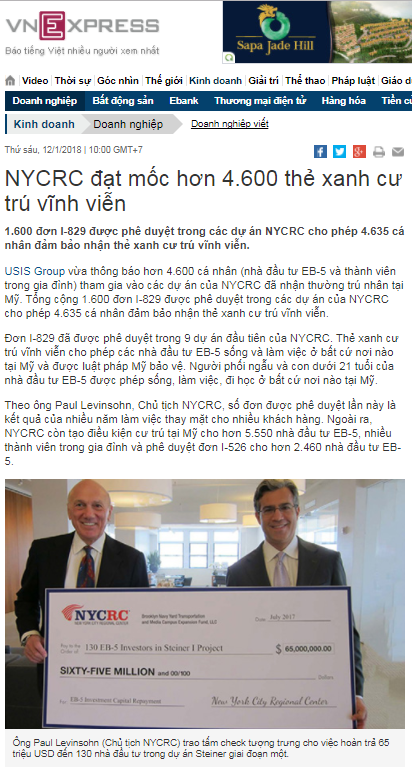 VNEXPRESS
Báo tiếng Việt nhiều người xem nhất
Sapa Jade Hill
Video Thời sự Góc nhìn Thế giới Kinh doanh Giải trí Thể thao Pháp luật Giáo d
Doanh nghiệp Bất động sản Ebank Thương mại điện tử Hàng hóa Tiền củ
Kinh doanh Doanh nghiệp Doanh nghiệp viết
Thứ sáu, 12/1/2018 | 10:00 GMT+7
NYCRC đạt mốc hơn 4.600 thẻ xanh cư
trú vĩnh viễn
1.600 đơn I-829 được phê duyệt trong các dự án NYCRC cho phép 4.635 cá
nhân đảm bảo nhận thẻ xanh cư trú vĩnh viễn.
USIS Group vừa thông báo hơn 4.600 cá nhân (nhà đầu tư EB-5 và thành viên
trong gia đình) tham gia vào các dự án của NYCRC đã nhận thường trú nhân tại
Mỹ. Tổng cộng 1.600 đơn I-829 được phê duyệt trong các dự án của NYCRC
cho phép 4.635 cá nhân đảm bảo nhận thẻ xanh cư trú vĩnh viễn.
Đơn I-829 đã được phê duyệt trong 9 dự án đầu tiên của NYCRC. Thẻ xanh cư
trú vĩnh viễn cho phép các nhà đầu tư EB-5 sống và làm việc ở bất cứ nơi nào
tại Mỹ và được luật pháp Mỹ bảo vệ. Người phối ngẫu và con dưới 21 tuổi của
nhà đầu tư EB-5 được phép sống, làm việc, đi học ở bất cứ nơi nào tại Mỹ.
Theo ông Paul Levinsohn, Chủ tịch NYCRC, số đơn được phê duyệt lần này là
kết quả của nhiều năm làm việc thay mặt cho nhiều khách hàng. Ngoài ra,
NYCRC còn tạo điều kiện cư trú tại Mỹ cho hơn 5.550 nhà đầu tư EB-5, nhiều
thành viên trong gia đình và phê duyệt đơn I-526 cho hơn 2.460 nhà đầu tư EB-
5.
NYCRC
NEW YORK CITY REGIONAL CENTER
Brooklyn Navy Yard Transportation
and Media Campus Expansion Fund, LLC
Date July 2017
Pay to the
Order of 130 EB-5 Investors in Steiner I Project $ 65,000,000.00
SIXTY-FIVE MILLION and 00/100 Dollars
For EB-5 Investment Capital Repayment New York City Regional Center
Ông Paul Levinsohn (Chủ tịch NYCRC) trao tấm check tượng trưng cho việc hoàn trả 65
triệu USD đến 130 nhà đầu tư trong dự án Steiner giai đoạn một.